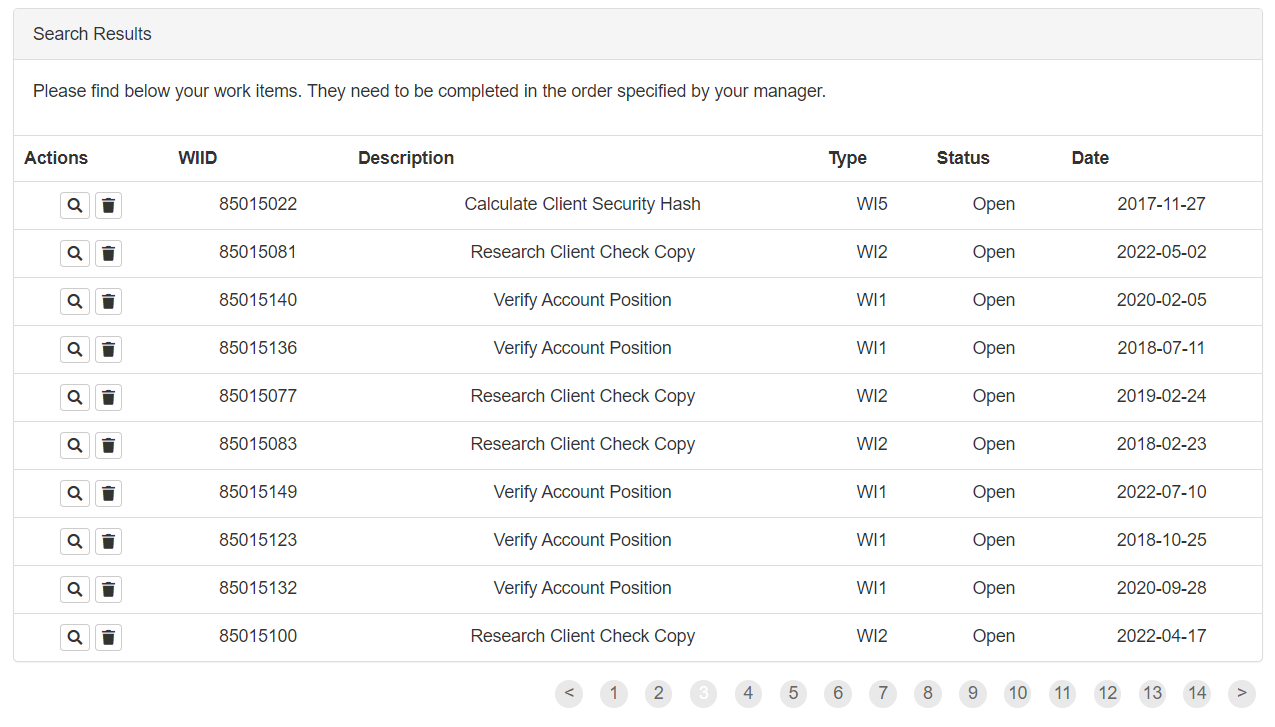 Search Results
Please find below your work items. They need to be completed in the order specified by your manager.
Actions WIID Description Type Status Date
85015022 Calculate Client Security Hash WI5 Open 2017-11-27
85015081 Research Client Check Copy WI2 Open 2022-05-02
85015140 Verify Account Position WI1 Open 2020-02-05
85015136 Verify Account Position WI1 Open 2018-07-11
85015077 Research Client Check Copy WI2 Open 2019-02-24
85015083 Research Client Check Copy WI2 Open 2018-02-23
85015149 Verify Account Position WI1 Open 2022-07-10
85015123 Verify Account Position WI1 Open 2018-10-25
85015132 Verify Account Position WI1 Open 2020-09-28
85015100 Research Client Check Copy WI2 Open 2022-04-17
< 1 2 3 4 5 6 7 8 9 10 11 12 13 14 >